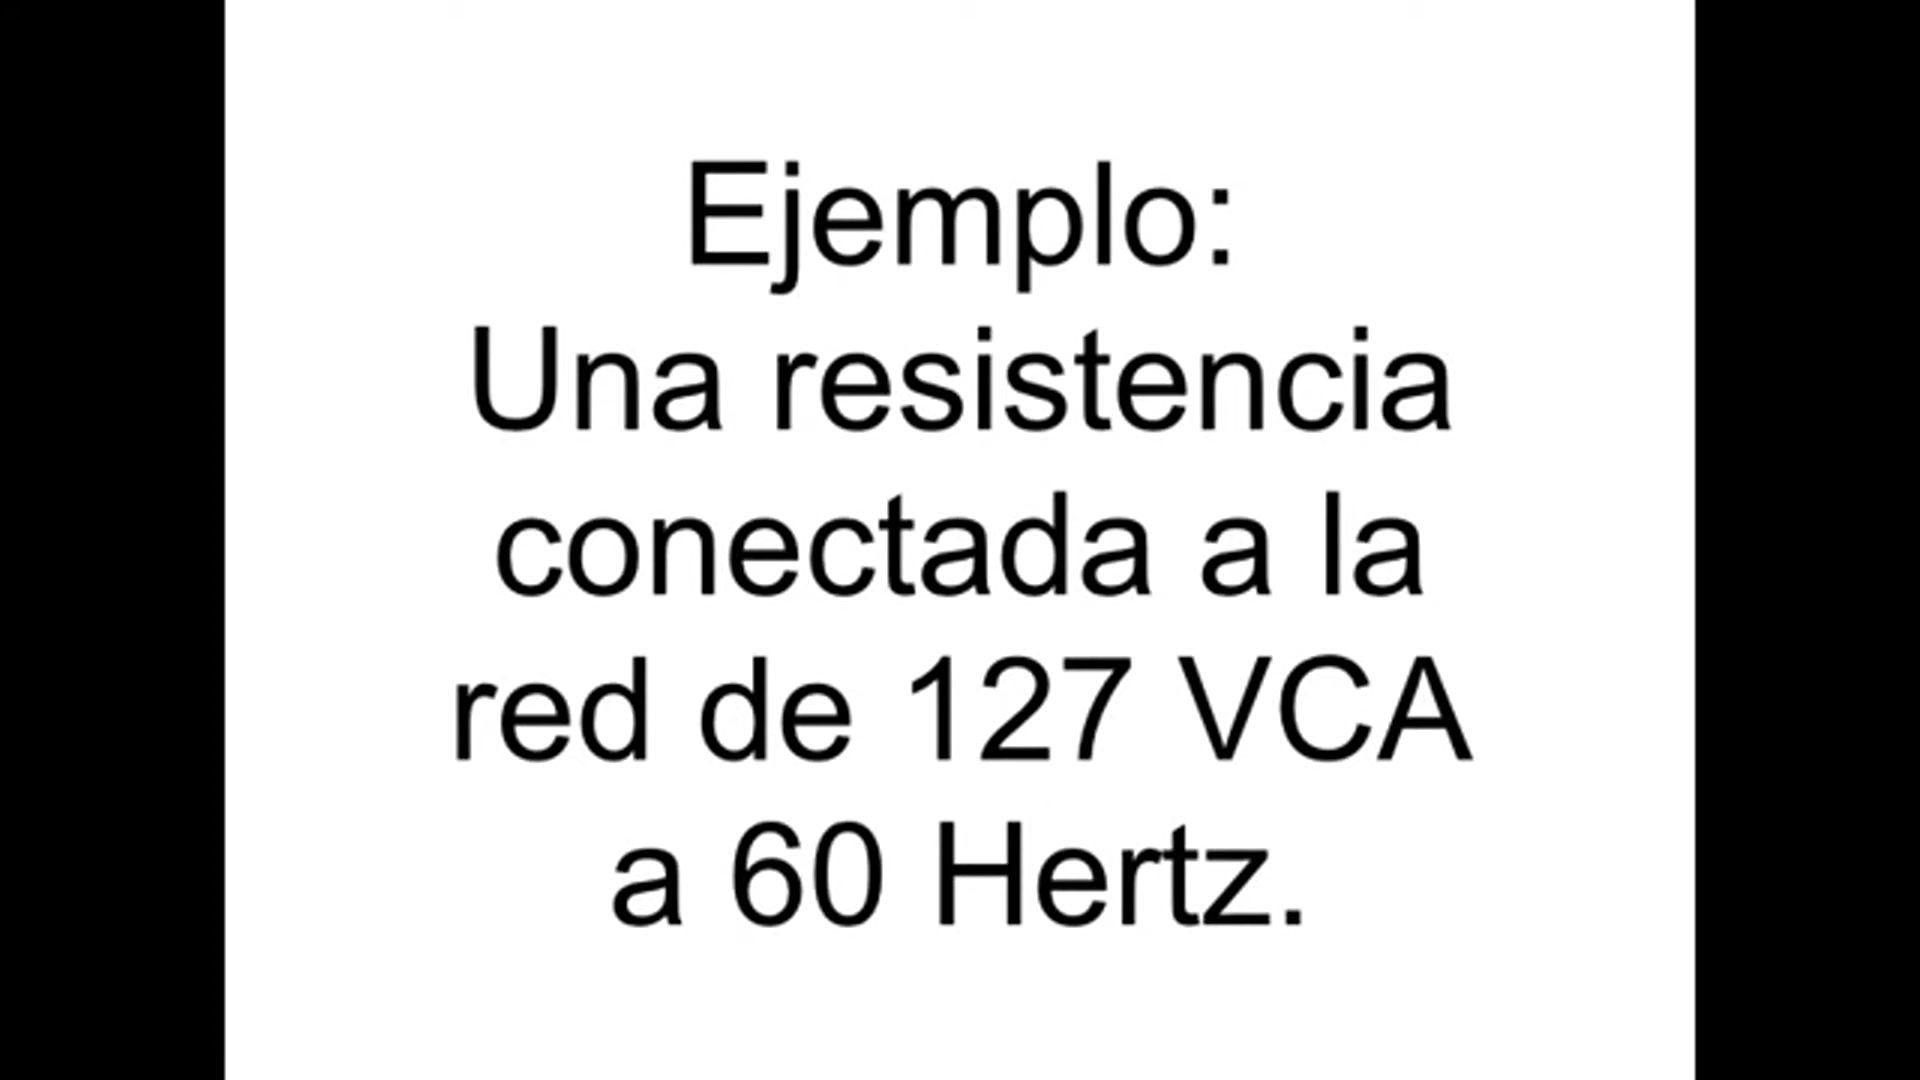 Ejemplo:
Una resistencia
conectada a la
red de 127 VCA
a 60 Hertz.